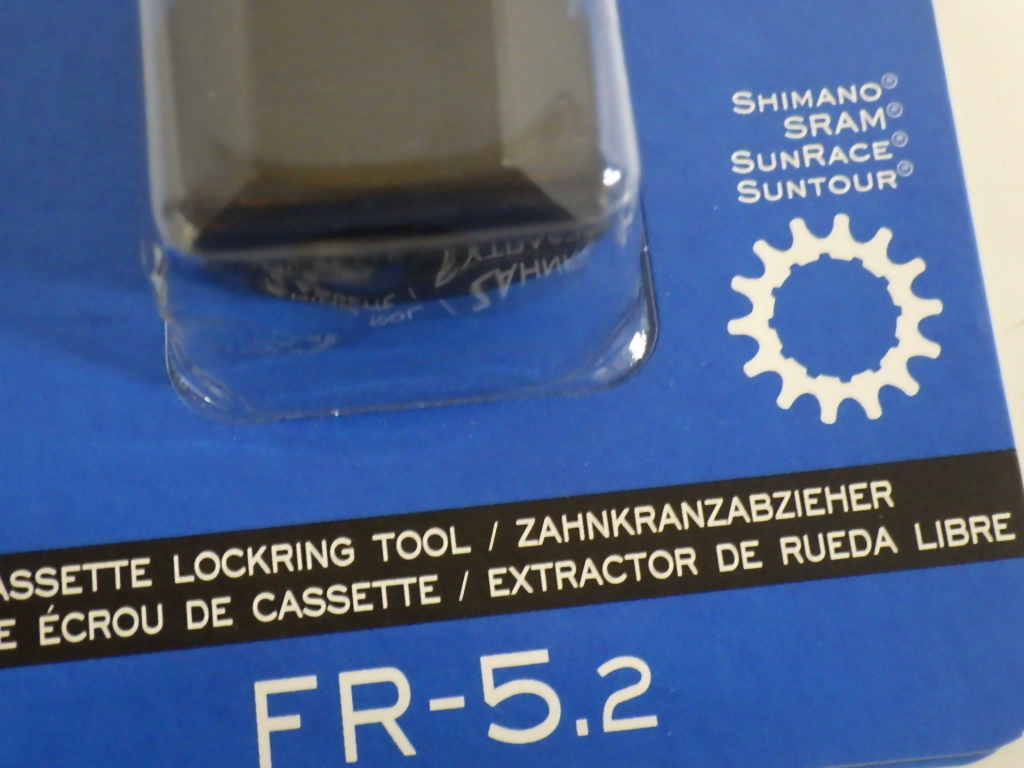 SHIMANO®
SRAM®
SUNRACE®
SUNTOUR®
ASSETTE LOCKRING TOOL / ZAHNKRANZABZIEHER
E ÉCROU DE CASSETTE / EXTRACTOR DE RUEDA LIBRE
FR-5.2